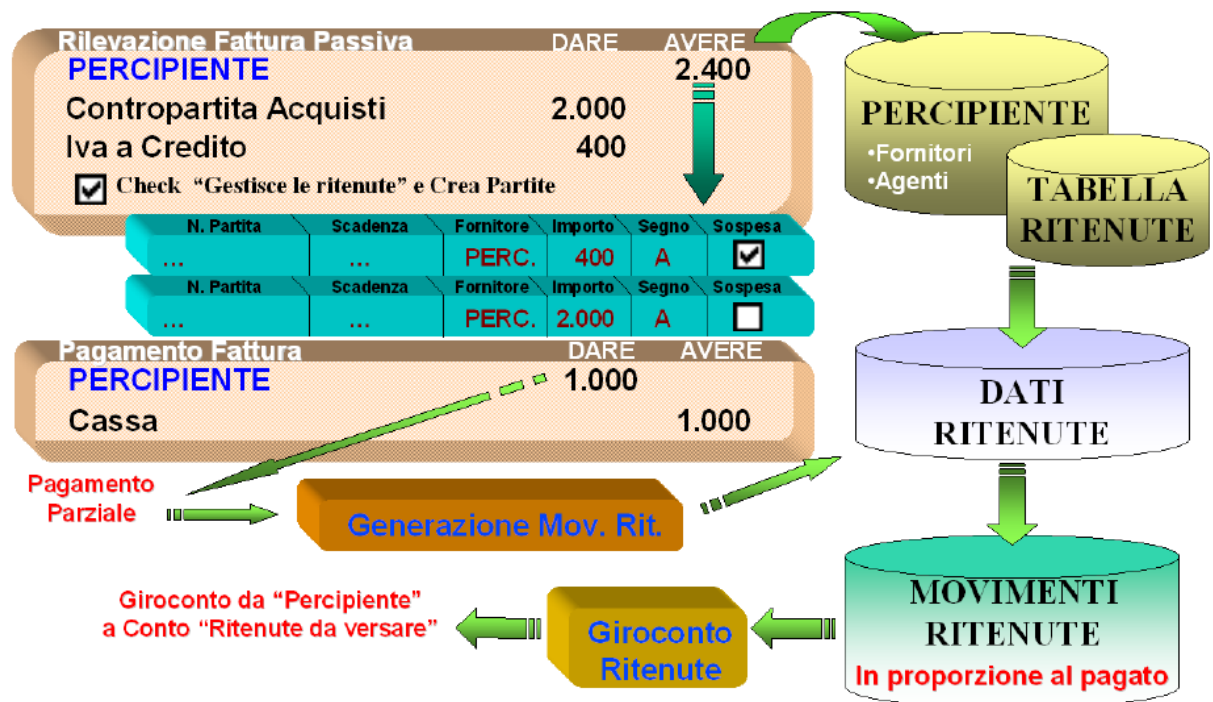 Rilevazione Fattura Passiva DARE AVERE
PERCIPIENTE 2.400
Contropartita Acquisti 2.000
Iva a Credito 400
Check “Gestisce le ritenute” e Crea Partite
N. Partita Scadenza Fornitore Importo Segno Sospesa
... ... PERC. 400 A
N. Partita Scadenza Fornitore Importo Segno Sospesa
... ... PERC. 2.000 A
Pagamento Fattura DARE AVERE
PERCIPIENTE 1.000
Cassa 1.000
Pagamento
Parziale
Generazione Mov. Rit.
Giroconto da “Percipiente”
a Conto “Ritenute da versare”
Giroconto
Ritenute
PERCIPIENTE
•Fornitori
•Agenti
TABELLA
RITENUTE
DATI
RITENUTE
MOVIMENTI
RITENUTE
In proporzione al pagato